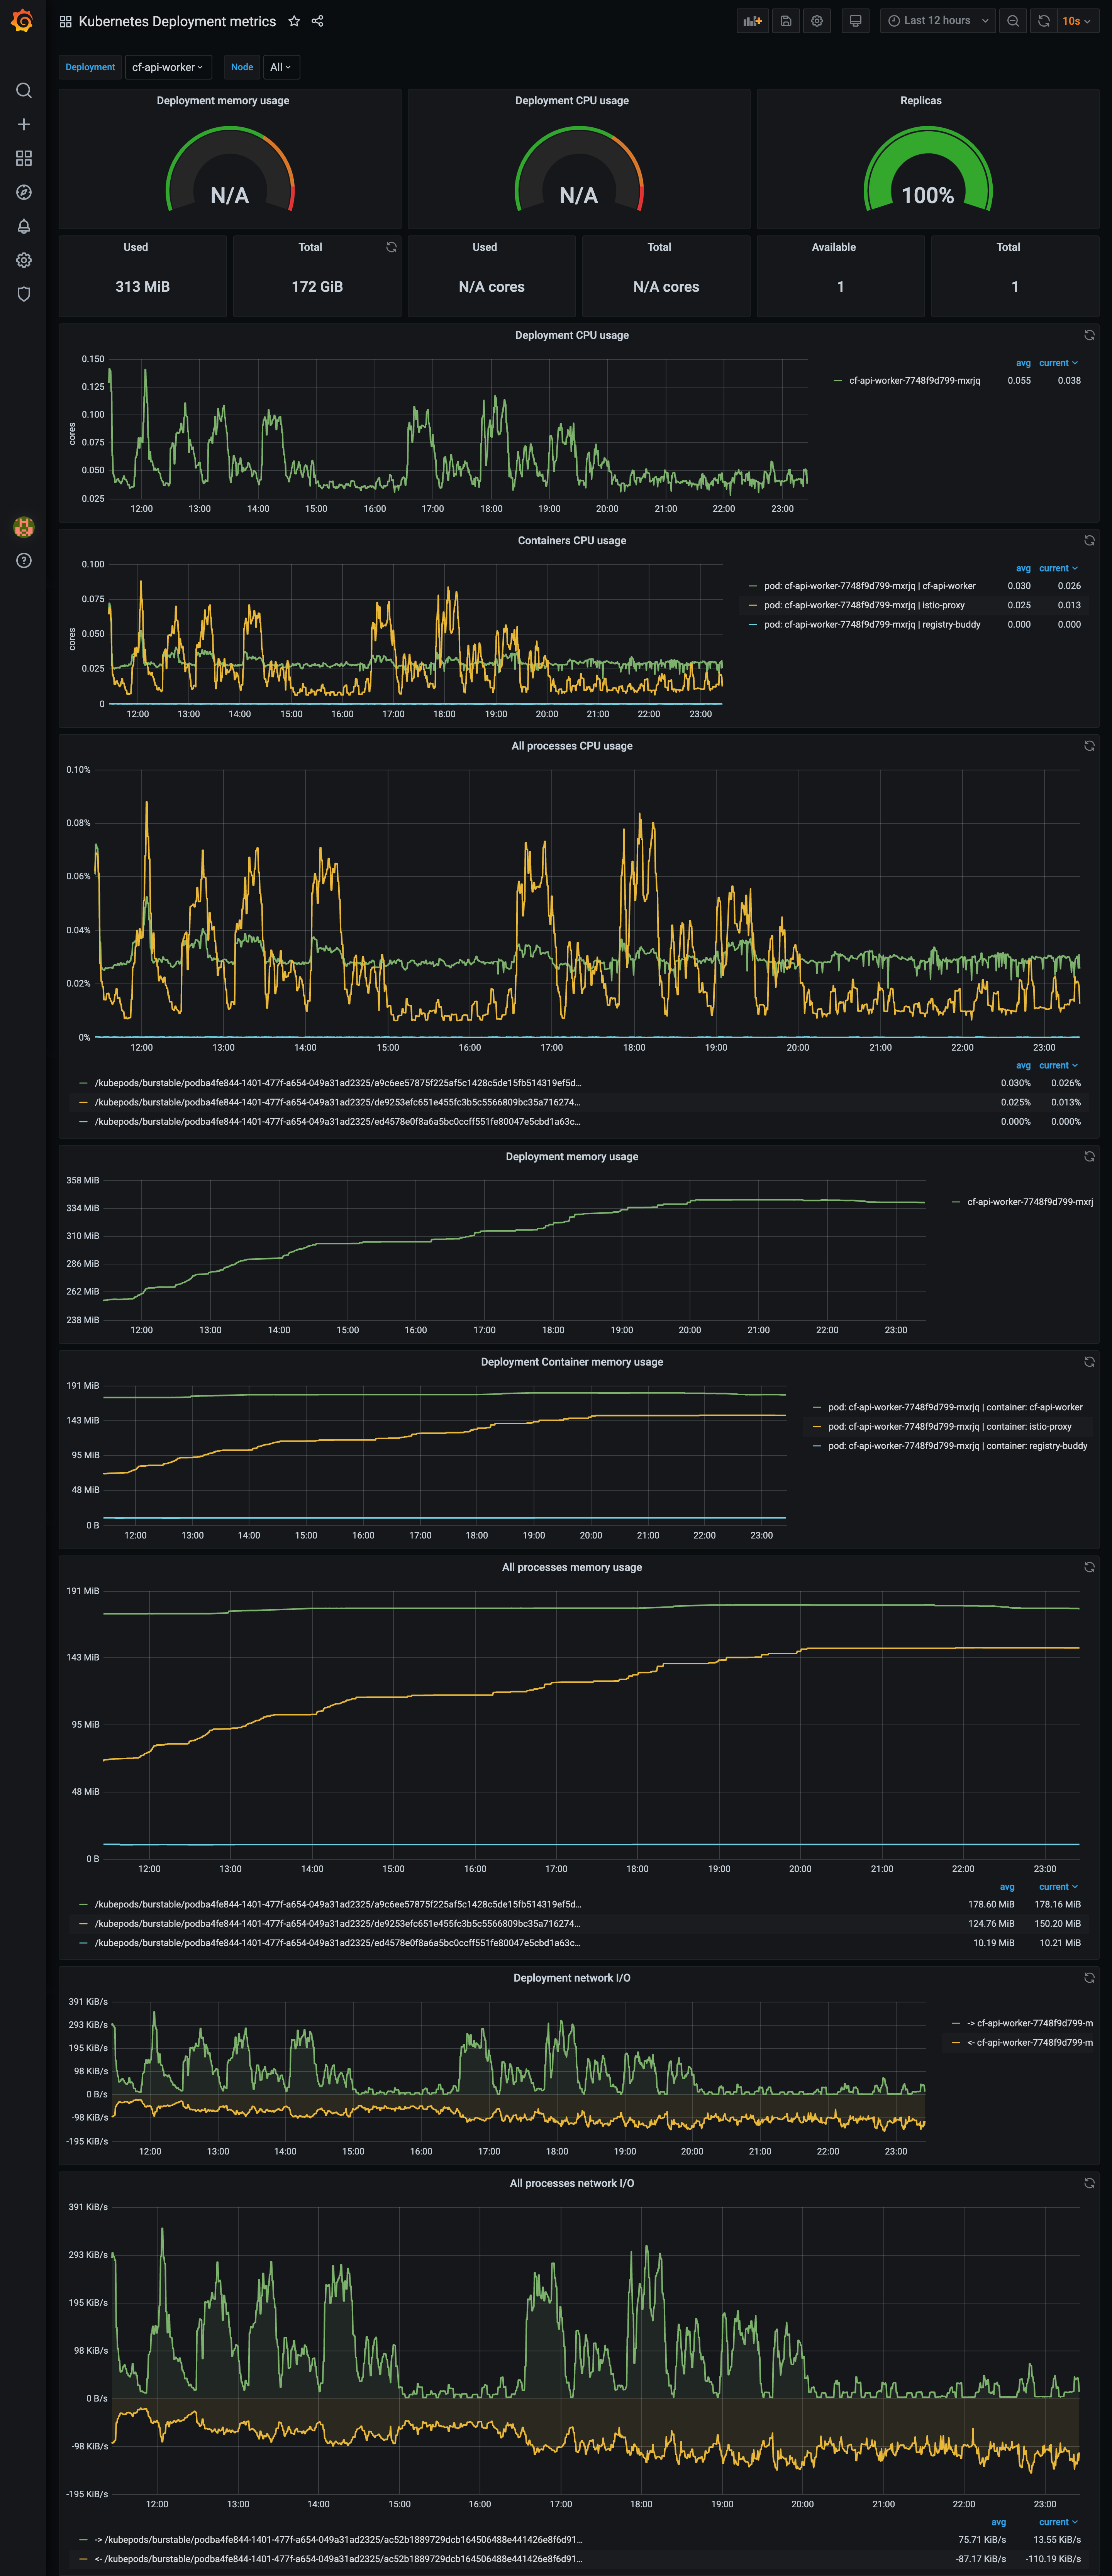 Kubernetes Deployment metrics
Last 12 hours
10s
Deployment cf-api-worker Node All
Deployment memory usage
N/A
Deployment CPU usage
N/A
Replicas
100%
Used
313 MiB
Total
172 GiB
Used
N/A cores
Total
N/A cores
Available
1
Total
1
Deployment CPU usage
cores
0.150
0.125
0.100
0.075
0.050
0.025
12:00 13:00 14:00 15:00 16:00 17:00 18:00 19:00 20:00 21:00 22:00 23:00
avg current
cf-api-worker-7748f9d799-mxrjq 0.055 0.038
Containers CPU usage
cores
0.100
0.075
0.050
0.025
0
12:00 13:00 14:00 15:00 16:00 17:00 18:00 19:00 20:00 21:00 22:00 23:00
avg current
pod: cf-api-worker-7748f9d799-mxrjq | cf-api-worker 0.030 0.026
pod: cf-api-worker-7748f9d799-mxrjq | istio-proxy 0.025 0.013
pod: cf-api-worker-7748f9d799-mxrjq | registry-buddy 0.000 0.000
All processes CPU usage
0.10%
0.08%
0.06%
0.04%
0.02%
0%
12:00 13:00 14:00 15:00 16:00 17:00 18:00 19:00 20:00 21:00 22:00 23:00
avg current
/kubepods/burstable/podba4fe844-1401-477f-a654-049a31ad2325/a9c6ee57875f225af5c1428c5de15fb514319ef5d... 0.030% 0.026%
/kubepods/burstable/podba4fe844-1401-477f-a654-049a31ad2325/de9253efc651e455fc3b5c5566809bc35a716274... 0.025% 0.013%
/kubepods/burstable/podba4fe844-1401-477f-a654-049a31ad2325/ed4578e0f8a6a5bc0ccff551fe80047e5cbd1a63c... 0.000% 0.000%
Deployment memory usage
358 MiB
334 MiB
310 MiB
286 MiB
262 MiB
238 MiB
12:00 13:00 14:00 15:00 16:00 17:00 18:00 19:00 20:00 21:00 22:00 23:00
cf-api-worker-7748f9d799-mxrj
Deployment Container memory usage
191 MiB
143 MiB
95 MiB
48 MiB
0 B
12:00 13:00 14:00 15:00 16:00 17:00 18:00 19:00 20:00 21:00 22:00 23:00
pod: cf-api-worker-7748f9d799-mxrjq | container: cf-api-worker
pod: cf-api-worker-7748f9d799-mxrjq | container: istio-proxy
pod: cf-api-worker-7748f9d799-mxrjq | container: registry-buddy
All processes memory usage
191 MiB
143 MiB
95 MiB
48 MiB
0 B
12:00 13:00 14:00 15:00 16:00 17:00 18:00 19:00 20:00 21:00 22:00 23:00
avg current
/kubepods/burstable/podba4fe844-1401-477f-a654-049a31ad2325/a9c6ee57875f225af5c1428c5de15fb514319ef5d... 178.60 MiB 178.16 MiB
/kubepods/burstable/podba4fe844-1401-477f-a654-049a31ad2325/de9253efc651e455fc3b5c5566809bc35a716274... 124.76 MiB 150.20 MiB
/kubepods/burstable/podba4fe844-1401-477f-a654-049a31ad2325/ed4578e0f8a6a5bc0ccff551fe80047e5cbd1a63c... 10.19 MiB 10.21 MiB
Deployment network I/O
391 KiB/s
293 KiB/s
195 KiB/s
98 KiB/s
0 B/s
-98 KiB/s
-195 KiB/s
12:00 13:00 14:00 15:00 16:00 17:00 18:00 19:00 20:00 21:00 22:00 23:00
-> cf-api-worker-7748f9d799-m
<- cf-api-worker-7748f9d799-m
All processes network I/O
391 KiB/s
293 KiB/s
195 KiB/s
98 KiB/s
0 B/s
-98 KiB/s
-195 KiB/s
12:00 13:00 14:00 15:00 16:00 17:00 18:00 19:00 20:00 21:00 22:00 23:00
avg current
-> /kubepods/burstable/podba4fe844-1401-477f-a654-049a31ad2325/ac52b1889729dcb164506488e441426e8f6d91... 75.71 KiB/s 13.55 KiB/s
<- /kubepods/burstable/podba4fe844-1401-477f-a654-049a31ad2325/ac52b1889729dcb164506488e441426e8f6d91... -87.17 KiB/s -110.19 KiB/s